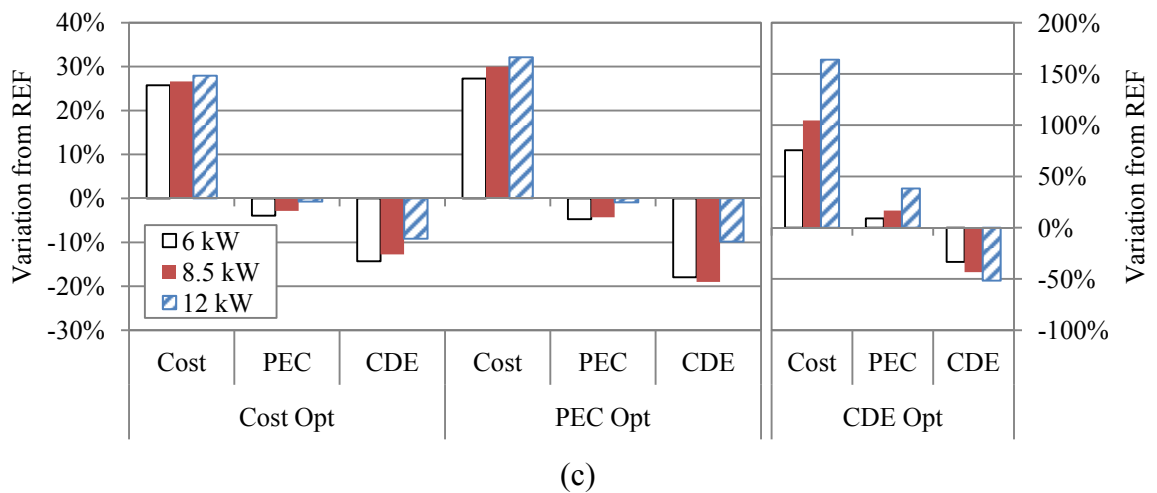 40%
30%
20%
10%
0%
-10%
-20%
-30%
Variation from REF
6 kW
8.5 kW
12 kW
Cost
PEC
CDE
Cost
PEC
CDE
Cost Opt
PEC Opt
200%
150%
100%
50%
0%
-50%
-100%
Variation from REF
Cost
PEC
CDE
CDE Opt
(c)